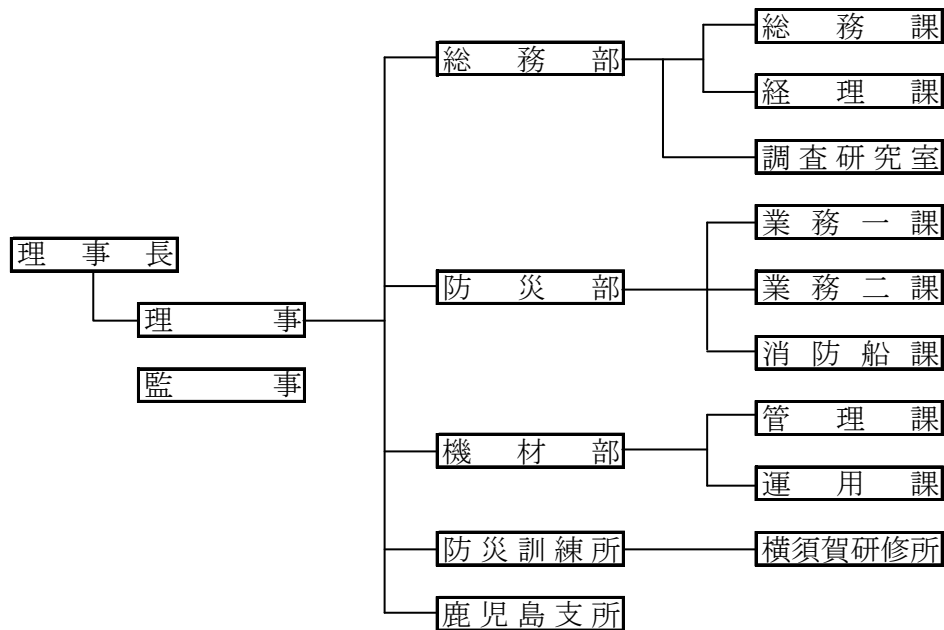 理事長
理事
監事
総務部
総務課
経理課
調査研究室
防災部
業務一課
業務二課
消防船課
機材部
管理課
運用課
防災訓練所
横須賀研修所
鹿児島支所